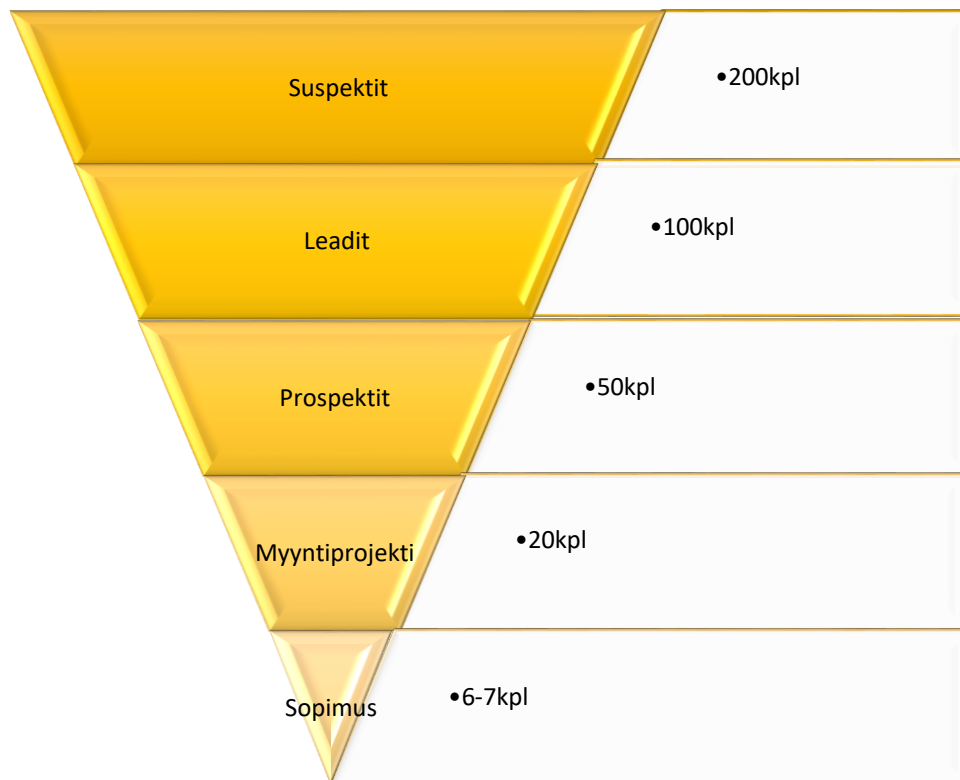 Suspektit
•200kpl
Leadit
•100kpl
Prospektit
•50kpl
Myyntiprojekti
•20kpl
Sopimus
•6-7kpl